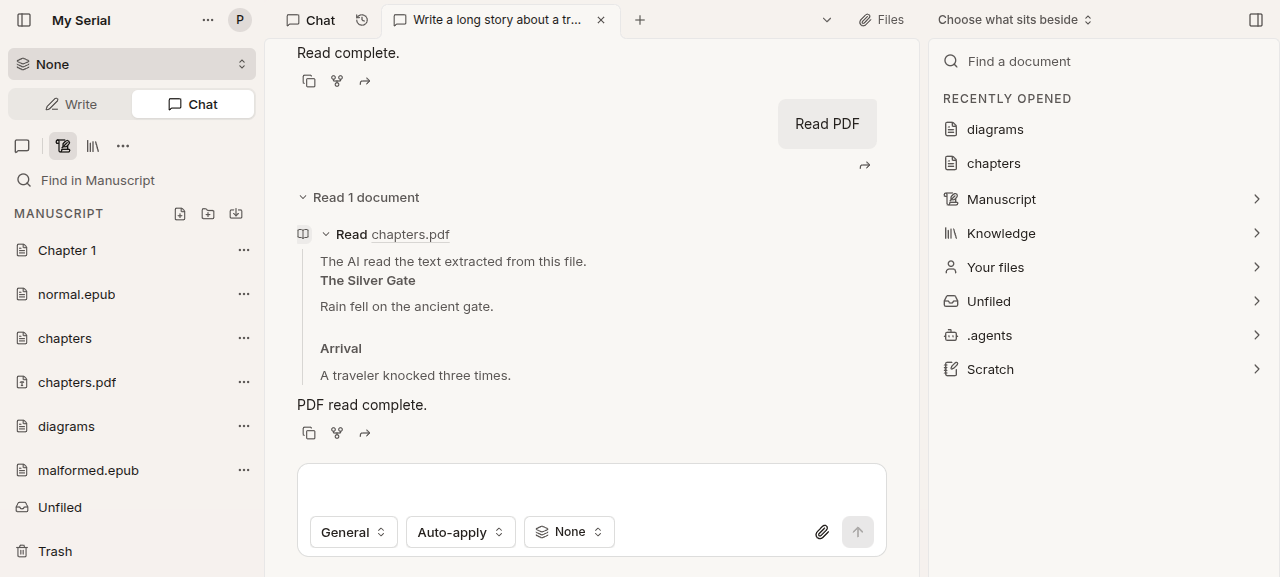 My Serial
P
None
Write
Chat
Find in Manuscript
MANUSCRIPT
Chapter 1
normal.epub
chapters
chapters.pdf
diagrams
malformed.epub
Unfiled
Trash
Chat
Write a long story about a tr...
Files
Read complete.
Read PDF
Read 1 document
Read chapters.pdf
The AI read the text extracted from this file.
The Silver Gate
Rain fell on the ancient gate.
Arrival
A traveler knocked three times.
PDF read complete.
General
Auto-apply
None
Choose what sits beside
Find a document
RECENTLY OPENED
diagrams
chapters
Manuscript
Knowledge
Your files
Unfiled
.agents
Scratch